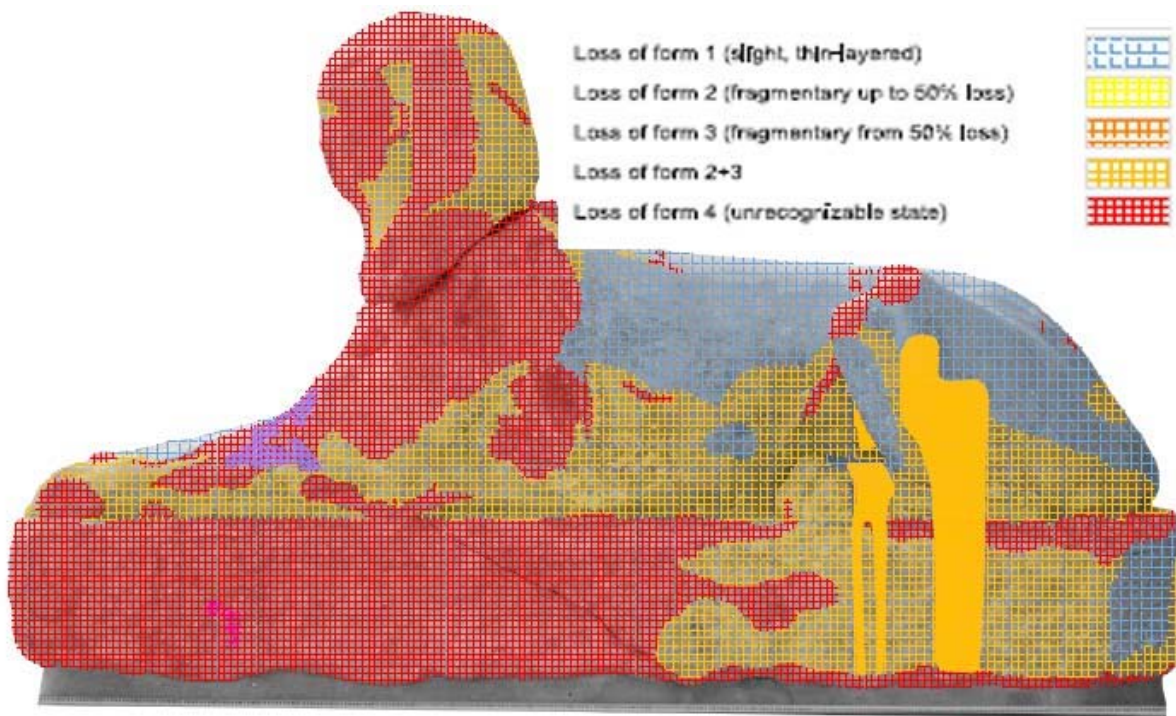 Loss of form 1 (slight, thin-layered)
Loss of form 2 (fragmentary up to 50% loss)
Loss of form 3 (fragmentary from 50% loss)
Loss of form 2+3
Loss of form 4 (unrecognizable state)